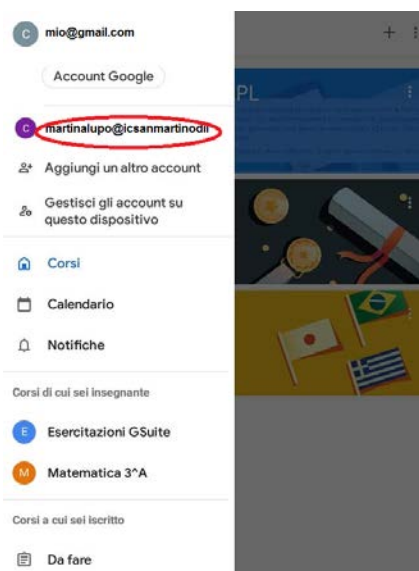 C mio@gmail.com
Account Google
PL
C martinalupo@icsanmartinodil
Aggiungi un altro account
Gestisci gli account su
questo dispositivo
Corsi
Calendario
Notifiche
Corsi di cui sei insegnante
E Esercitazioni GSuite
M Matematica 3^A
Corsi a cui sei iscritto
Da fare